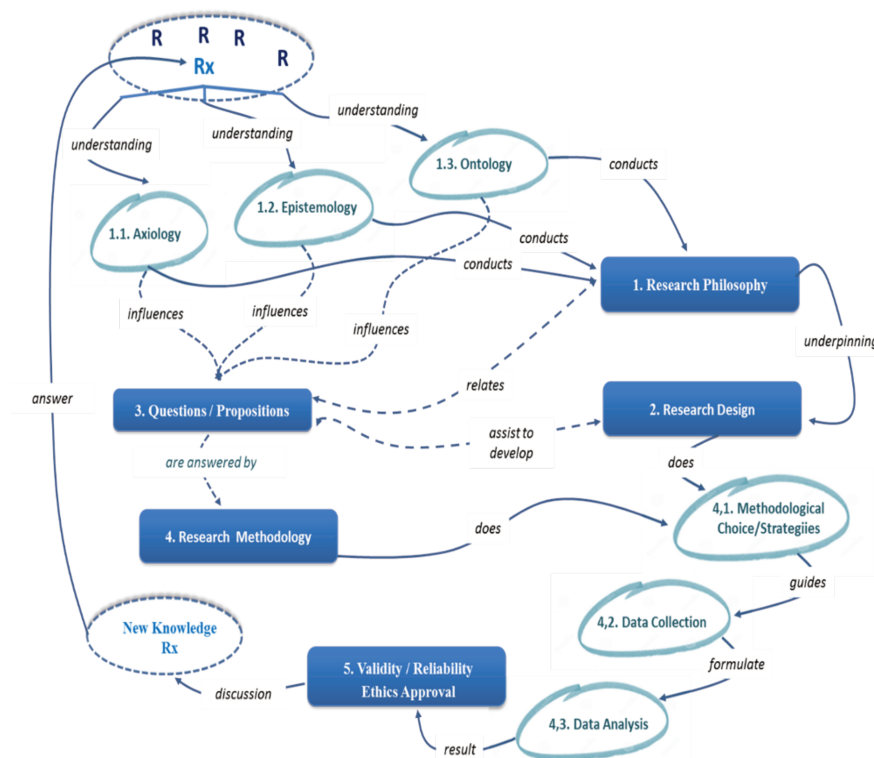 R R R R
Rx
understanding
understanding
understanding
1.3. Ontology
conducts
1.2. Epistemology
1.1. Axiology
conducts
conducts
1. Research Philosophy
influences
influences
influences
underpinning
relates
answer
3. Questions / Propositions
2. Research Design
assist to
develop
are answered by
does
4,1. Methodological
Choice/Strategiies
4. Research Methodology
does
guides
4,2. Data Collection
New Knowledge
Rx
5. Validity / Reliability
Ethics Approval
formulate
discussion
4,3. Data Analysis
result